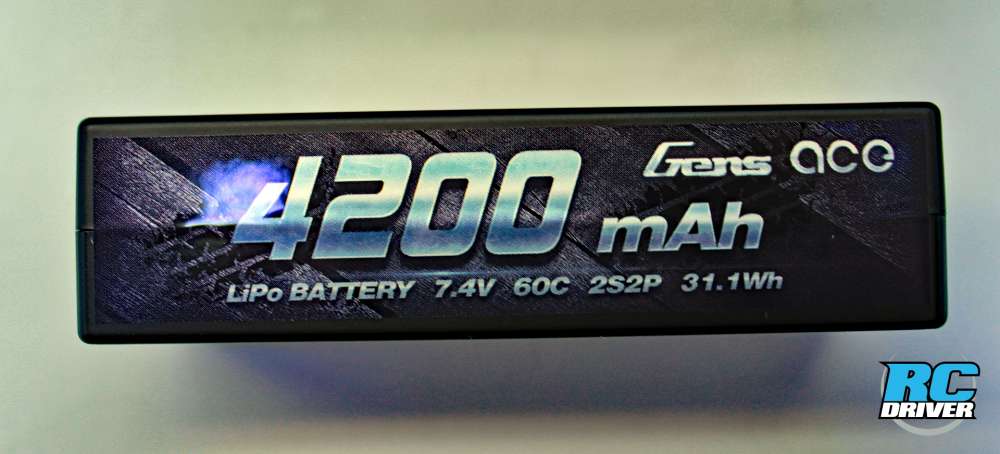 Gens ace
4200 mAh
LiPo BATTERY 7.4V 60C 2S2P 31.1Wh
RC
DRIVER